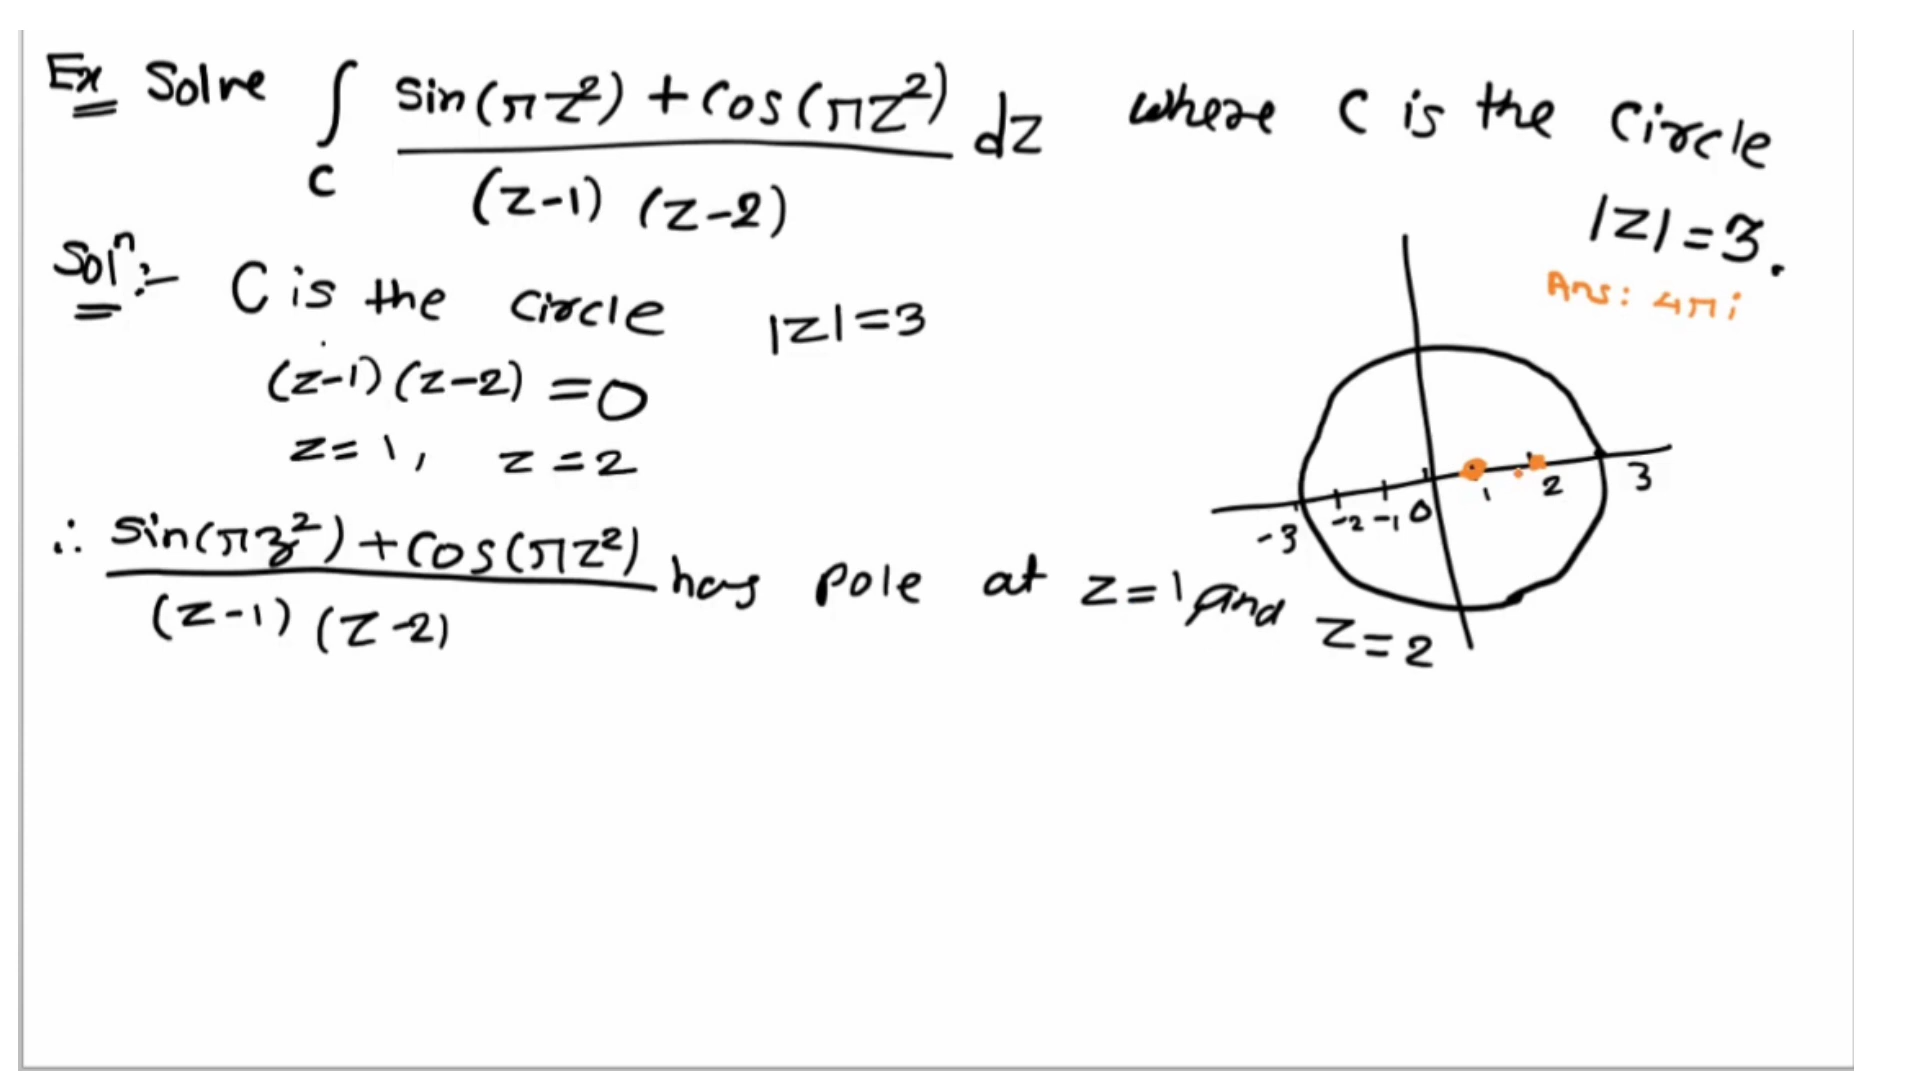 Ex Solve ∫_C (sin(πz²) + cos(πz²)) / ((z-1) (z-2)) dz where C is the circle
|z| = 3.
Ans: 4πi
Solⁿ:- C is the circle |z| = 3
(z-1)(z-2) = 0
z = 1, z = 2
-3 -2 -1 0 1 2 3
∴ (sin(πz²) + cos(πz²)) / ((z-1) (z-2)) has pole at z = 1 and z = 2